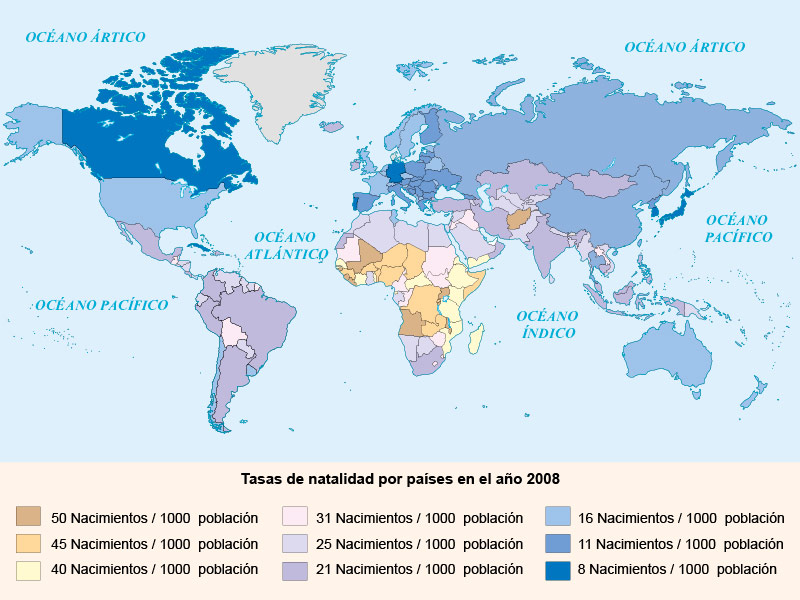 OCÉANO ÁRTICO
OCÉANO ÁRTICO
OCÉANO
ATLÁNTICO
OCÉANO
PACÍFICO
OCÉANO PACÍFICO
OCÉANO
ÍNDICO
Tasas de natalidad por países en el año 2008
50 Nacimientos / 1000 población
31 Nacimientos / 1000 población
16 Nacimientos / 1000 población
45 Nacimientos / 1000 población
25 Nacimientos / 1000 población
11 Nacimientos / 1000 población
40 Nacimientos / 1000 población
21 Nacimientos / 1000 población
8 Nacimientos / 1000 población